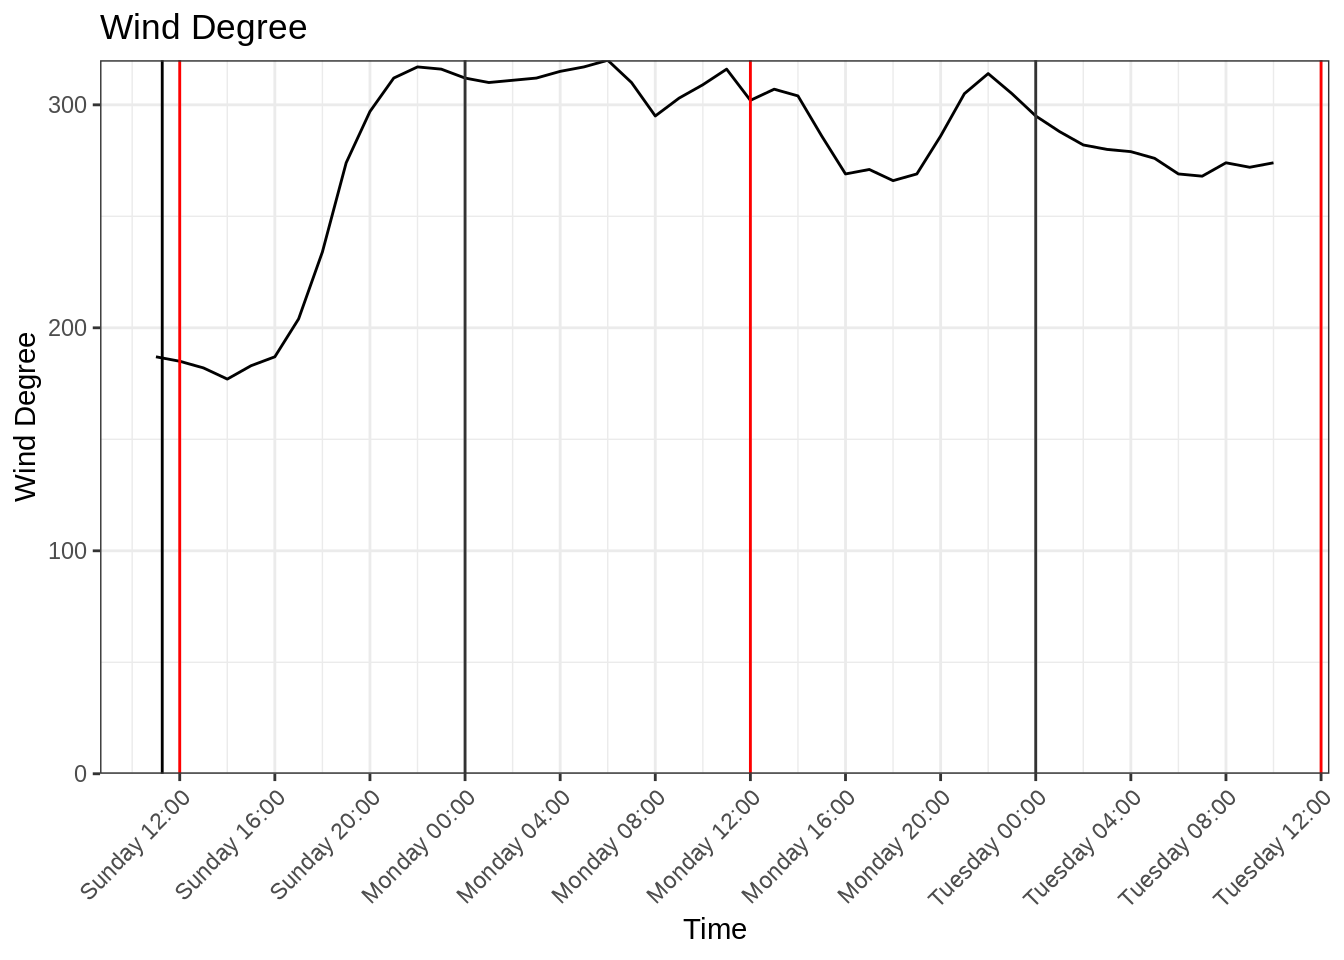 Wind Degree
Wind Degree
300
200
100
0
Sunday 12:00
Sunday 16:00
Sunday 20:00
Monday 00:00
Monday 04:00
Monday 08:00
Monday 12:00
Monday 16:00
Monday 20:00
Tuesday 00:00
Tuesday 04:00
Tuesday 08:00
Tuesday 12:00
Time